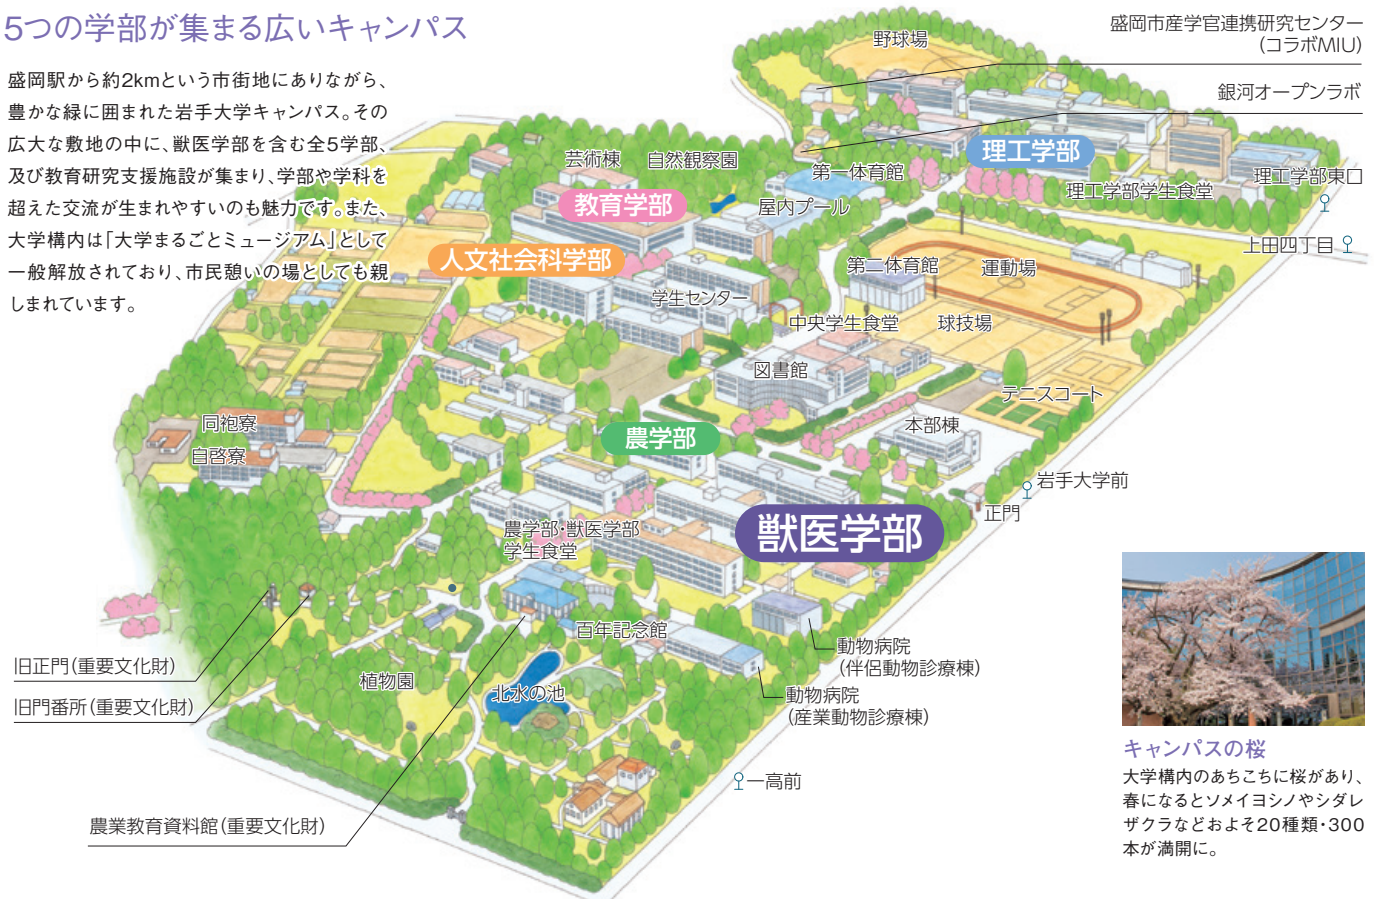 5つの学部が集まる広いキャンパス
盛岡駅から約2kmという市街地にありながら、
豊かな緑に囲まれた岩手大学キャンパス。その
広大な敷地の中に、獣医学部を含む全5学部、
及び教育研究支援施設が集まり、学部や学科を
超えた交流が生まれやすいのも魅力です。また、
大学構内は「大学まるごとミュージアム」として
一般解放されており、市民憩いの場としても親
しまれています。
野球場
盛岡市産学官連携研究センター
(コラボMIU)
銀河オープンラボ
芸術棟
自然観察園
第一体育館
理工学部
理工学部学生食堂
理工学部東口
教育学部
屋内プール
上田四丁目
人文社会科学部
第二体育館
運動場
学生センター
中央学生食堂
球技場
図書館
テニスコート
同袍寮
自啓寮
農学部
本部棟
岩手大学前
正門
獣医学部
農学部・獣医学部
学生食堂
百年記念館
動物病院
(伴侶動物診療棟)
動物病院
(産業動物診療棟)
旧正門(重要文化財)
旧門番所(重要文化財)
植物園
北水の池
一高前
農業教育資料館(重要文化財)
キャンパスの桜
大学構内のあちこちに桜があり、
春になるとソメイヨシノやシダレ
ザクラなどおよそ20種類・300
本が満開に。